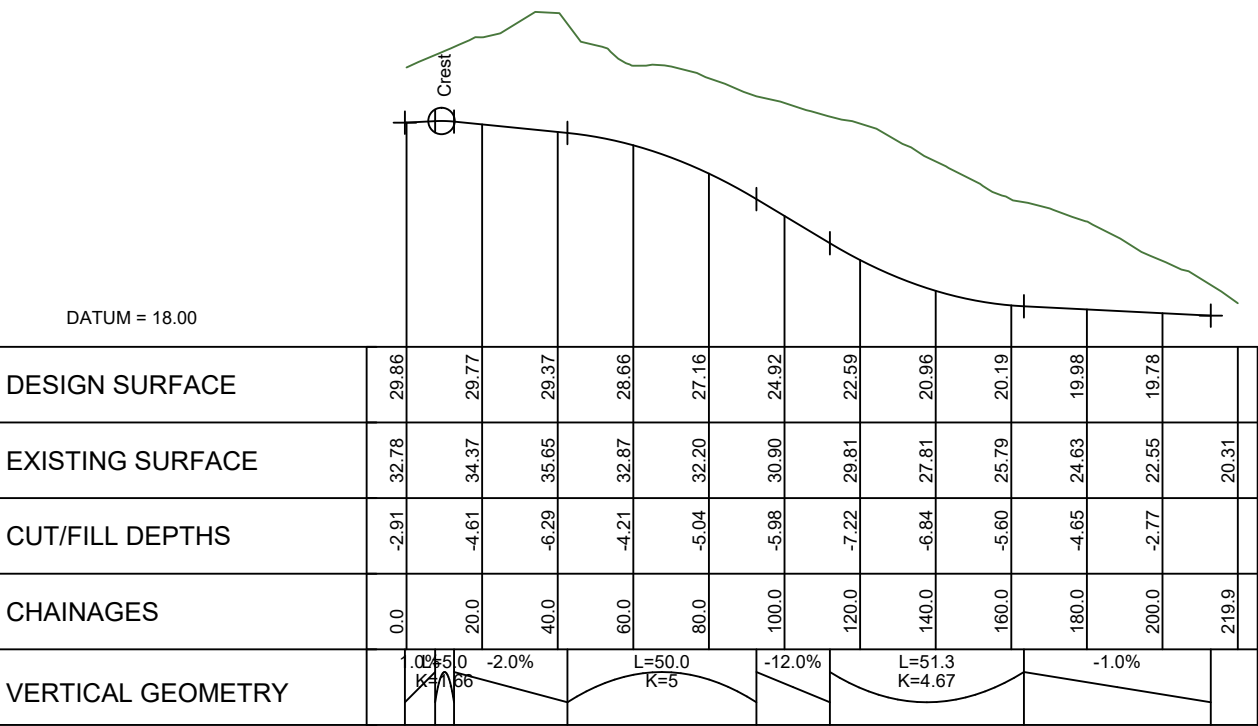 Crest
DATUM = 18.00
DESIGN SURFACE 29.86 29.77 29.37 28.66 27.16 24.92 22.59 20.96 20.19 19.98 19.78
EXISTING SURFACE 32.78 34.37 35.65 32.87 32.20 30.90 29.81 27.81 25.79 24.63 22.55 20.31
CUT/FILL DEPTHS -2.91 -4.61 -6.29 -4.21 -5.04 -5.98 -7.22 -6.84 -5.60 -4.65 -2.77
CHAINAGES 0.0 20.0 40.0 60.0 80.0 100.0 120.0 140.0 160.0 180.0 200.0 219.9
1.0% L=5.0 -2.0% L=50.0 -12.0% L=51.3 -1.0%
K=1.66 K=5 K=4.67
VERTICAL GEOMETRY